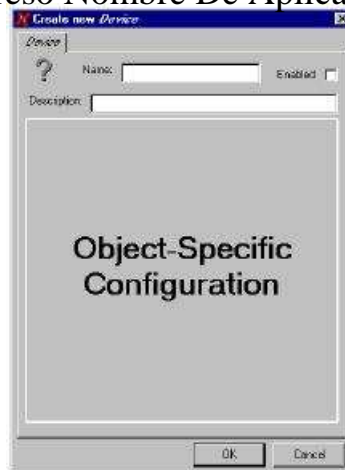 eso Nombre De Aplica
Create new Device
Device
? Name: Enabled
Description:
Object-Specific
Configuration
OK Cancel